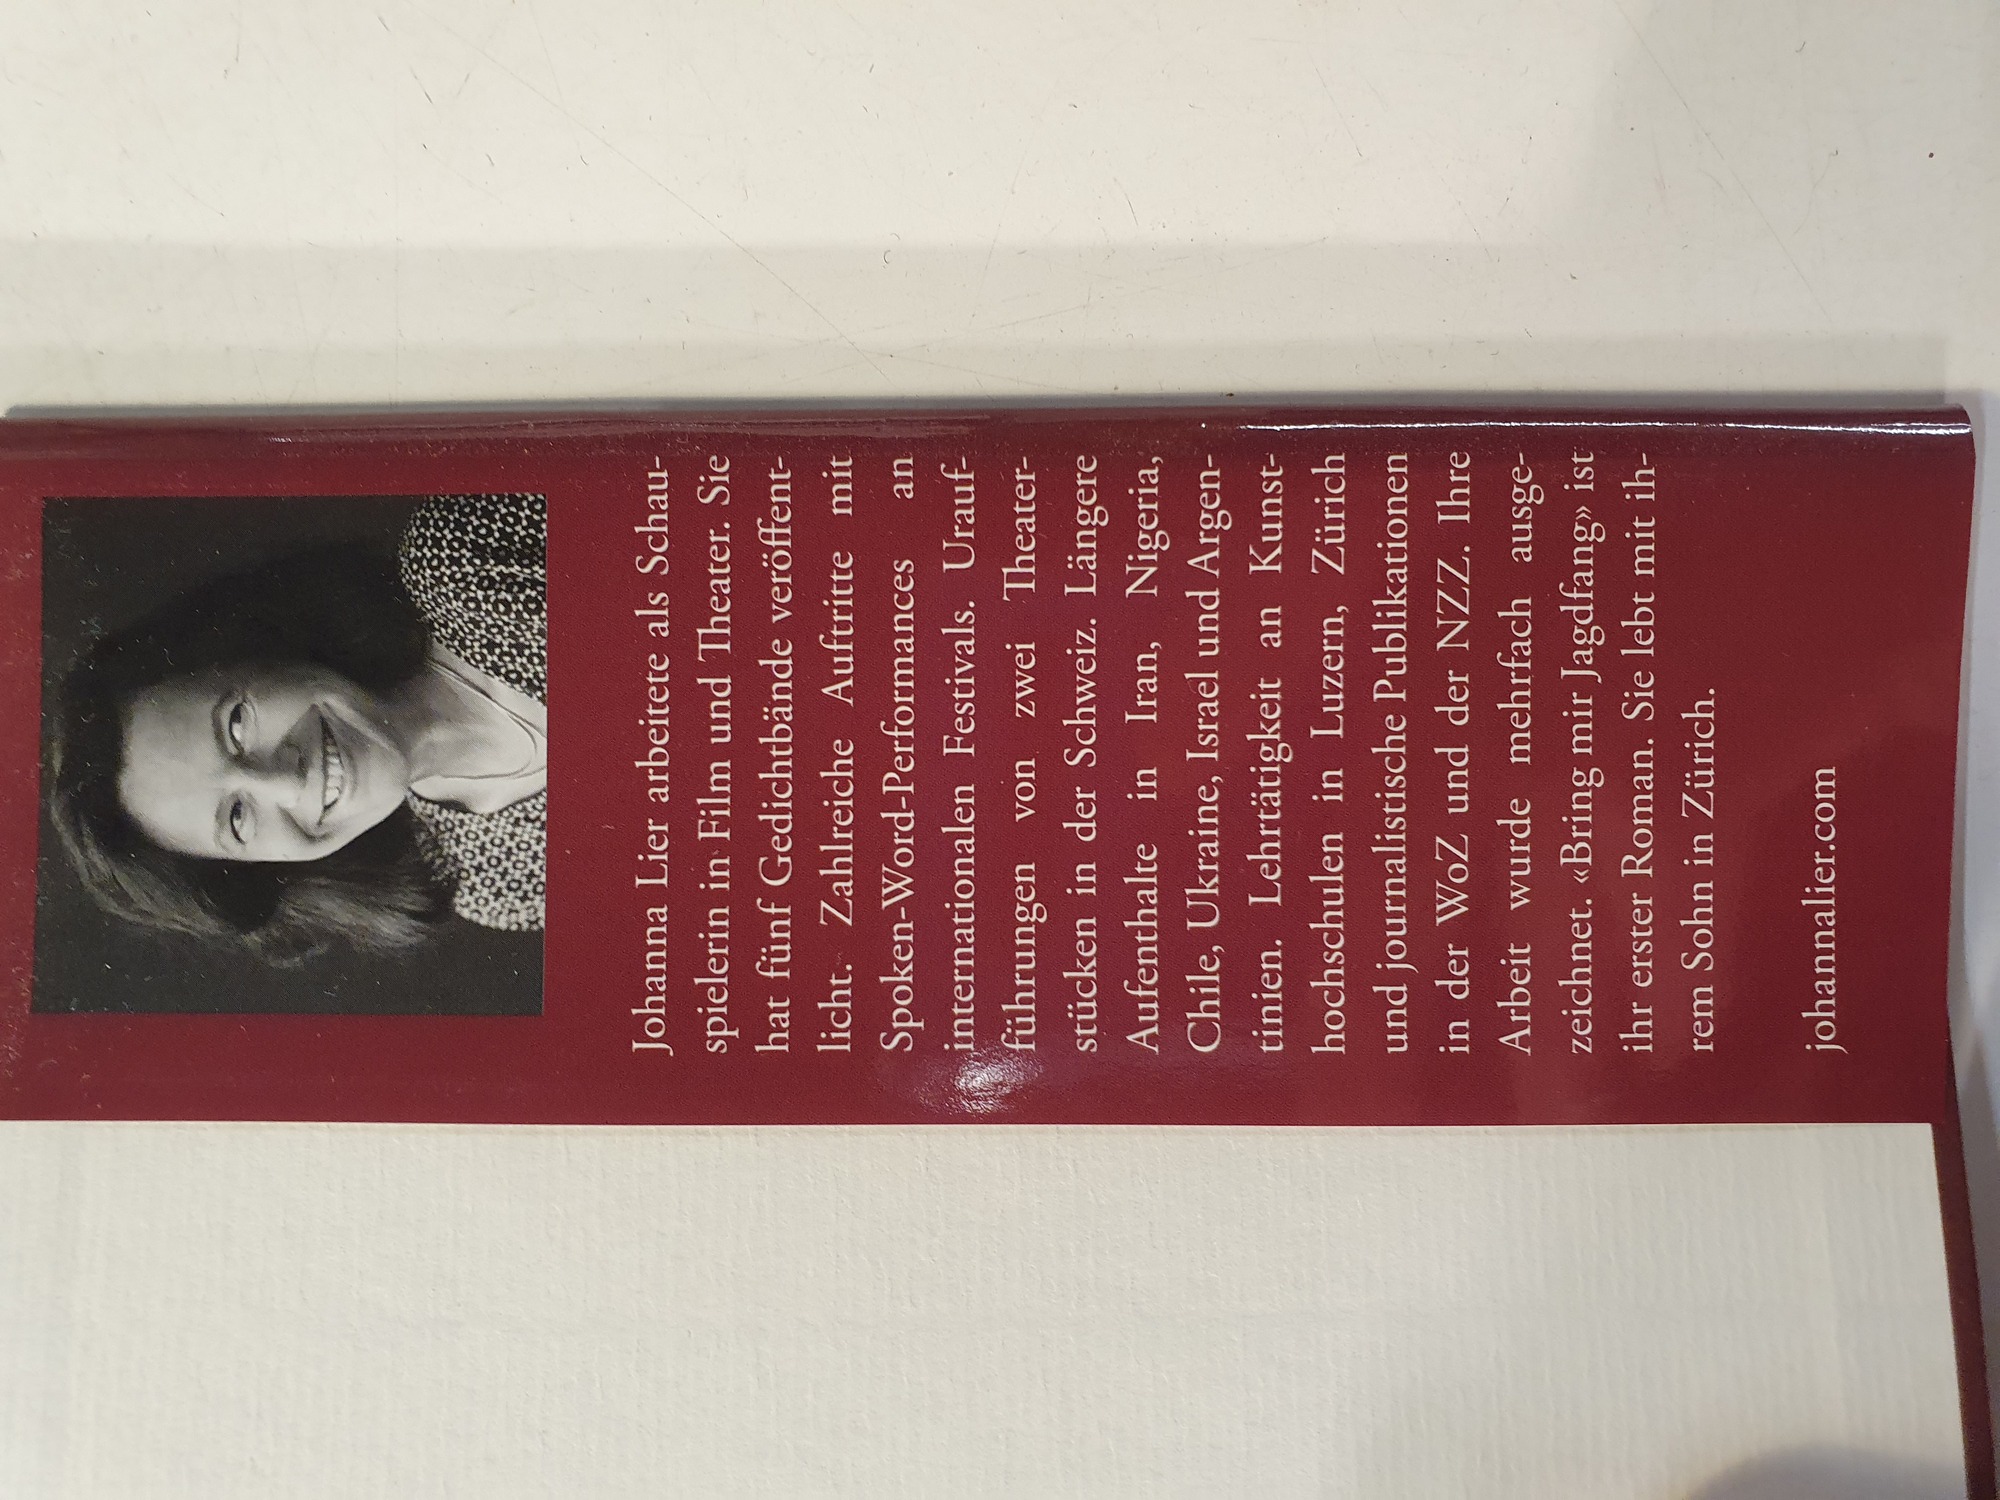 Johanna Lier arbeitete als Schau-
spielerin in Film und Theater. Sie
hat fünf Gedichtbände veröffent-
licht. Zahlreiche Auftritte mit
Spoken-Word-Performances an
internationalen Festivals. Urauf-
führungen von zwei Theater-
stücken in der Schweiz. Längere
Aufenthalte in Iran, Nigeria,
Chile, Ukraine, Israel und Argen-
tinien. Lehrtätigkeit an Kunst-
hochschulen in Luzern, Zürich
und journalistische Publikationen
in der WoZ und der NZZ. Ihre
Arbeit wurde mehrfach ausge-
zeichnet. «Bring mir Jagdfang» ist
ihr erster Roman. Sie lebt mit ih-
rem Sohn in Zürich.
johannalier.com